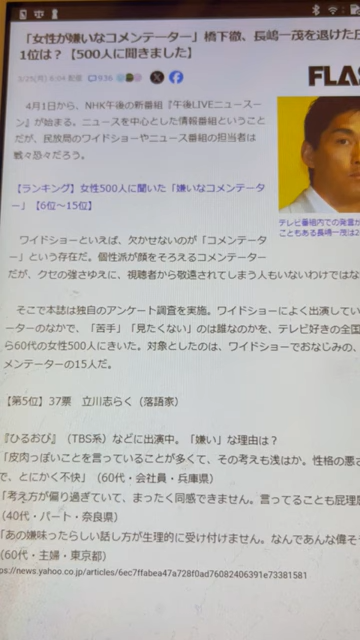 「女性が嫌いなコメンテーター」橋下徹、長嶋一茂を退けた
1位は？【500人に聞きました】
配信
936
FLAS
4月1日から、NHK午後の新番組『午後LIVEニュースー
ン』が始まる。ニュースを中心とした情報番組ということ
だが、民放局のワイドショーやニュース番組の担当者は
戦々恐々だろう。
テレビ番組内での発言か
こともある長嶋一茂は2
【ランキング】女性500人に聞いた「嫌いなコメンテータ
ー」【6位〜15位】
ワイドショーといえば、欠かせないのが「コメンテータ
ー」という存在だ。個性派が顔をそろえるコメンテーター
だが、クセの強さゆえに、視聴者から敬遠されてしまう人もいないわけではな
そこで本誌は独自のアンケート調査を実施。ワイドショーによく出演してい
ーターのなかで、「苦手」「見たくない」のは誰なのかを、テレビ好きの全国
ら60代の女性500人にきいた。対象としたのは、ワイドショーでおなじみの、
メンテーターの15人だ。
【第5位】37票　立川志らく（落語家）
『ひるおび』（TBS系）などに出演中。「嫌い」な理由は？
「皮肉っぽいことを言っていることが多くて、その考えも浅はか。性格の悪さ
で、とにかく不快」（60代・会社員・兵庫県）
「考え方が偏り過ぎていて、まったく同感できません。言ってることも屁理屈
（40代・パート・奈良県）
「あの嫌味ったらしい話し方が生理的に受け付けません。なんであんな偉そ
（60代・主婦・東京都）
ps://news.yahoo.co.jp/articles/6ec7ffabea47a728f0ad76082406391e73381581